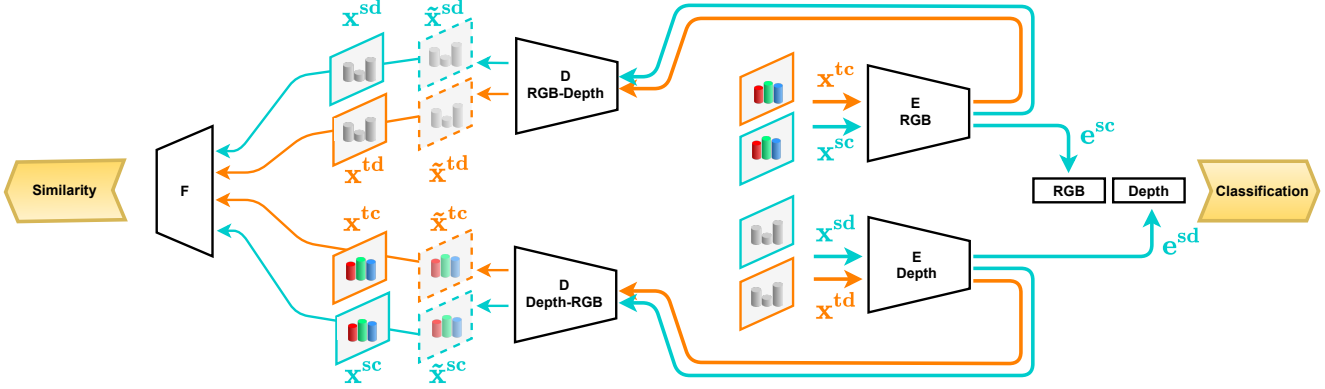 x^sd x̃^sd
D
RGB-Depth
x^tc
E
RGB
x^sc
e^sc
x^td x̃^td
Similarity
F
RGB Depth
Classification
x^tc x̃^tc
x^sd
E
Depth
e^sd
D
Depth-RGB
x^td
x^sc x̃^sc